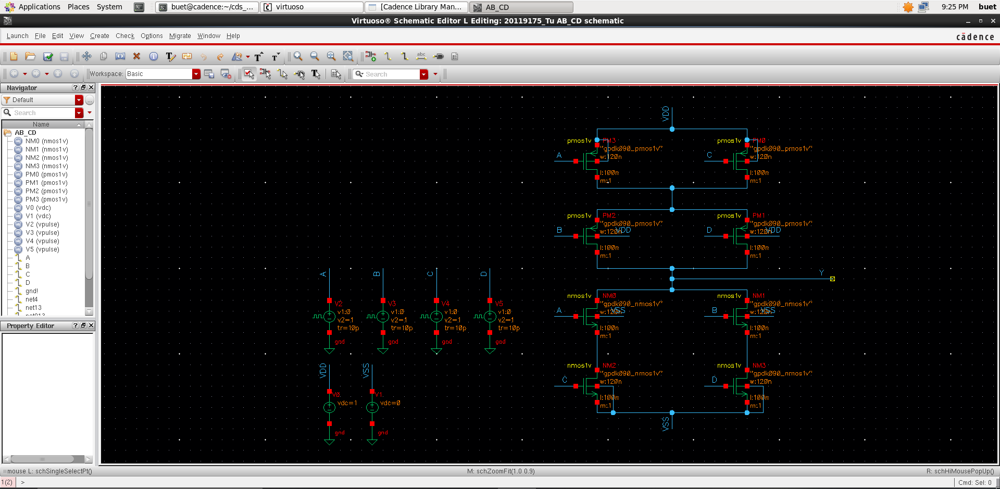 Applications Places System buet@cadence:~/cds_... virtuoso [Cadence Library Man... AB_CD 9:25 PM buet
Virtuoso® Schematic Editor L Editing: 20119175_Tu AB_CD schematic
Launch File Edit View Create Check Options Migrate Window Help cādence
Workspace: Basic Search
Navigator
Default
Search
Name
AB_CD
NM0 (nmos1v)
NM1 (nmos1v)
NM2 (nmos1v)
NM3 (nmos1v)
PM0 (pmos1v)
PM1 (pmos1v)
PM2 (pmos1v)
PM3 (pmos1v)
V0 (vdc)
V1 (vdc)
V2 (vpulse)
V3 (vpulse)
V4 (vpulse)
V5 (vpulse)
A
B
C
D
gnd!
net4
net13
Property Editor
VDD
pmos1v PM3 pmos1v PM0
"gpdk090_pmos1v" "gpdk090_pmos1v"
A w:120n C w:120n
l:100n l:100n
m:1 m:1
pmos1v PM2 pmos1v PM1
"gpdk090_pmos1v" "gpdk090_pmos1v"
B w:120n VDD D w:120n VDD
l:100n l:100n
m:1 m:1
Y
A B C D
nmos1v NM0 nmos1v NM1
"gpdk090_nmos1v" "gpdk090_nmos1v"
A w:120n VSS B w:120n VSS
l:100n l:100n
m:1 m:1
V2 V3 V4 V5
v1:0 v1:0 v1:0 v1:0
v2=1 v2=1 v2=1 v2=1
tr=10p tr=10p tr=10p tr=10p
gnd gnd gnd gnd
nmos1v NM2 nmos1v NM3
"gpdk090_nmos1v" "gpdk090_nmos1v"
C w:120n D w:120n
l:100n l:100n
m:1 m:1
VDD VSS
V0 V1
vdc=1 vdc=0
gnd gnd
VSS
mouse L: schSingleSelectPt() M: schZoomFit(1.0 0.9) R: schHiMousePopUp()
1(2) > Cmd: Sel: 0